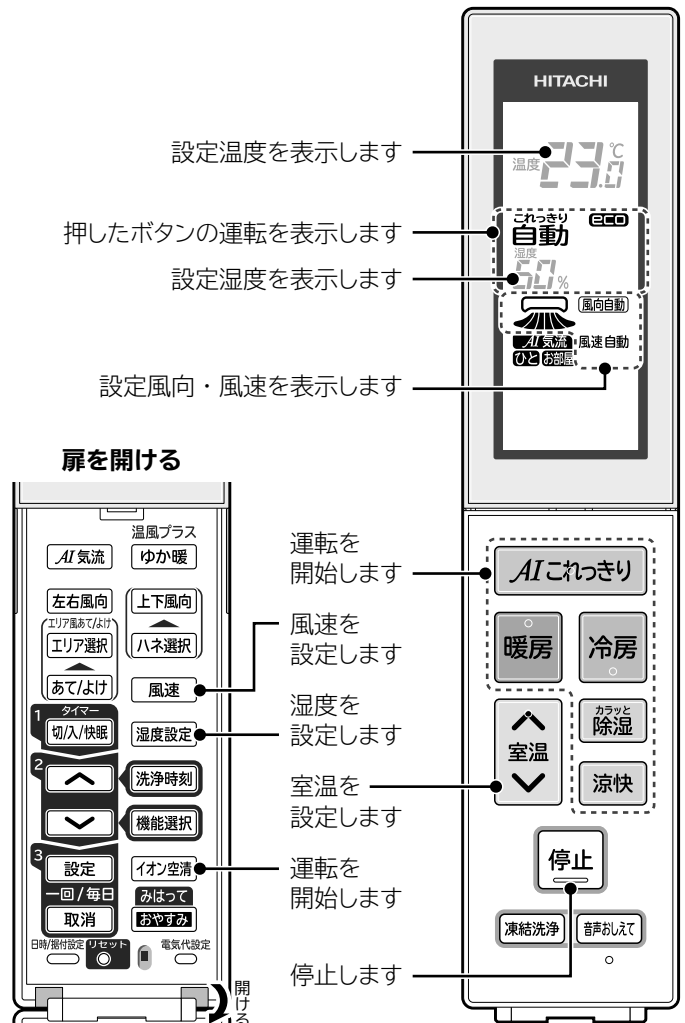 HITACHI
設定温度を表示します
温度
23.0
℃
押したボタンの運転を表示します
これっきり
自動
eco
湿度
設定湿度を表示します
50
%
風向自動
AI 気流
風速自動
ひと
お部屋
設定風向・風速を表示します
扉を開ける
温風プラス
AI 気流
ゆか暖
左右風向
上下風向
エリア風あて/よけ
エリア選択
ハネ選択
あて/よけ
風速
1
タイマー
切/入/快眠
湿度設定
2
洗浄時刻
機能選択
3
設定
イオン空清
一回/毎日
みはって
取消
おやすみ
日時/据付設定
リセット
電気代設定
開ける
運転を
開始します
風速を
設定します
湿度を
設定します
室温を
設定します
運転を
開始します
停止します
AIこれっきり
暖房
冷房
室温
カラッと
除湿
涼快
停止
凍結洗浄
音声おしえて